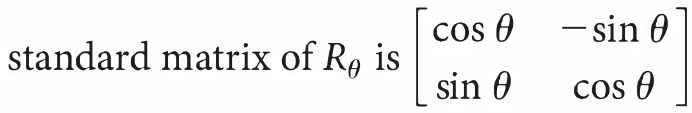 standard matrix of R_θ is [cos θ −sin θ
sin θ cos θ]